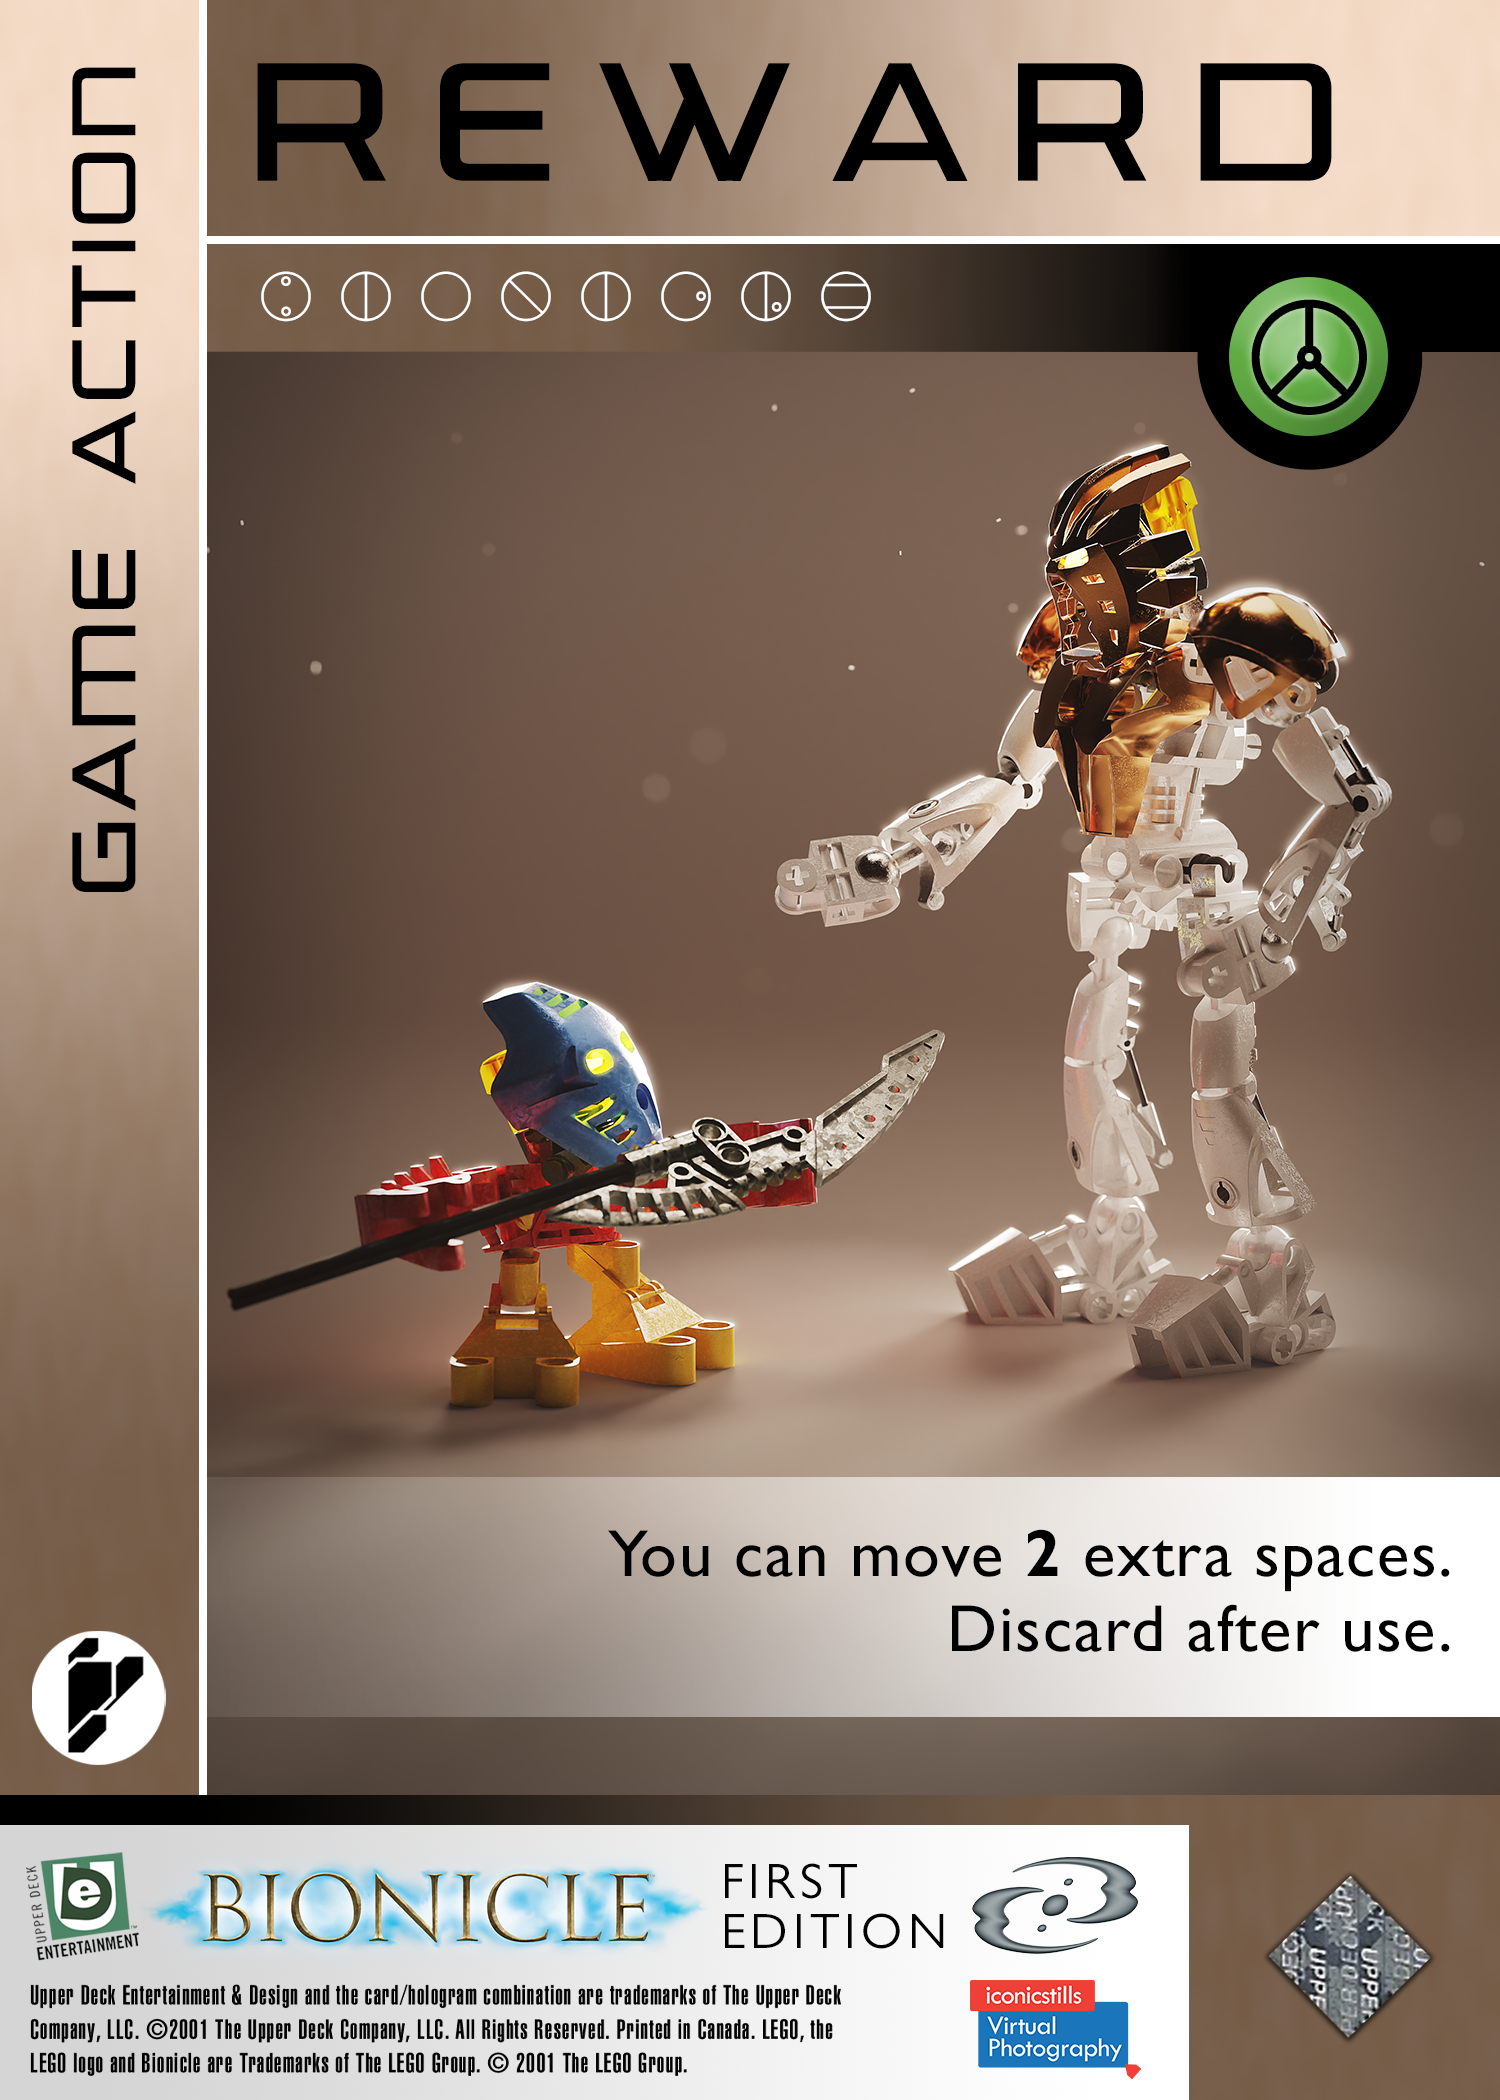 REWARD
GAME ACTION
You can move 2 extra spaces.
Discard after use.
UPPER DECK
e
ENTERTAINMENT
BIONICLE
FIRST
EDITION
Upper Deck Entertainment & Design and the card/hologram combination are trademarks of The Upper Deck
Company, LLC. ©2001 The Upper Deck Company, LLC. All Rights Reserved. Printed in Canada. LEGO, the
LEGO logo and Bionicle are Trademarks of The LEGO Group. © 2001 The LEGO Group.
iconicstills
Virtual
Photography